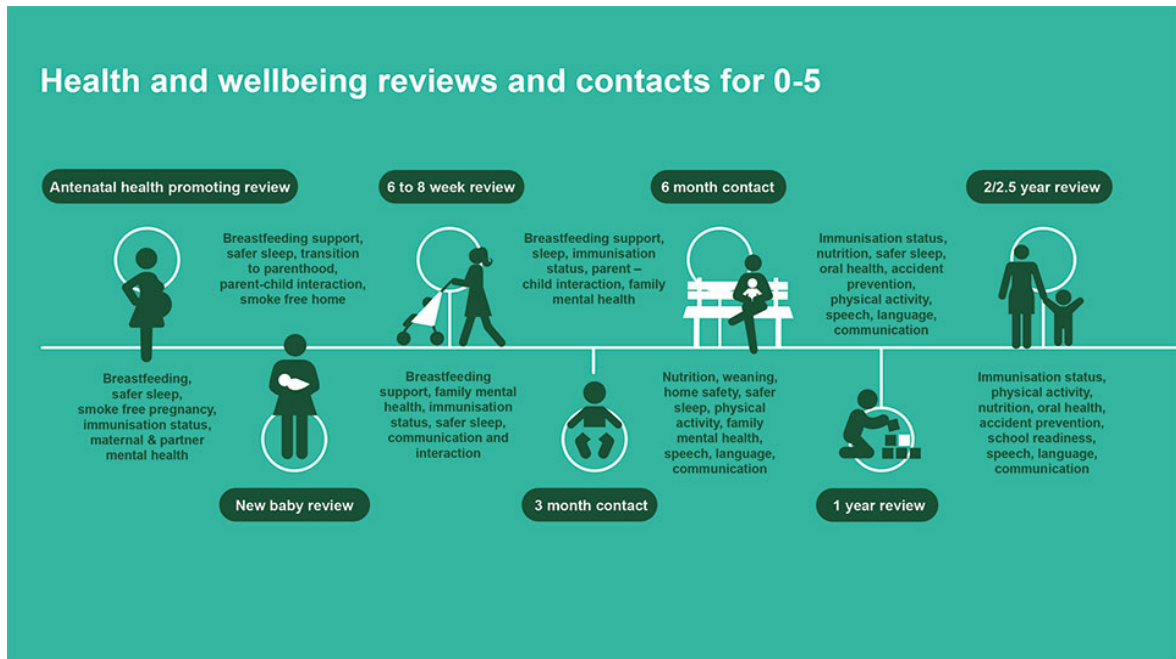 Health and wellbeing reviews and contacts for 0-5
Antenatal health promoting review
Breastfeeding,
safer sleep,
smoke free pregnancy,
immunisation status,
maternal & partner
mental health
Breastfeeding support,
safer sleep, transition
to parenthood,
parent-child interaction,
smoke free home
New baby review
6 to 8 week review
Breastfeeding
support, family mental
health, immunisation
status, safer sleep,
communication and
interaction
Breastfeeding support,
sleep, immunisation
status, parent –
child interaction, family
mental health
3 month contact
6 month contact
Nutrition, weaning,
home safety, safer
sleep, physical
activity, family
mental health,
speech, language,
communication
Immunisation status,
nutrition, safer sleep,
oral health, accident
prevention,
physical activity,
speech, language,
communication
1 year review
2/2.5 year review
Immunisation status,
physical activity,
nutrition, oral health,
accident prevention,
school readiness,
speech, language,
communication